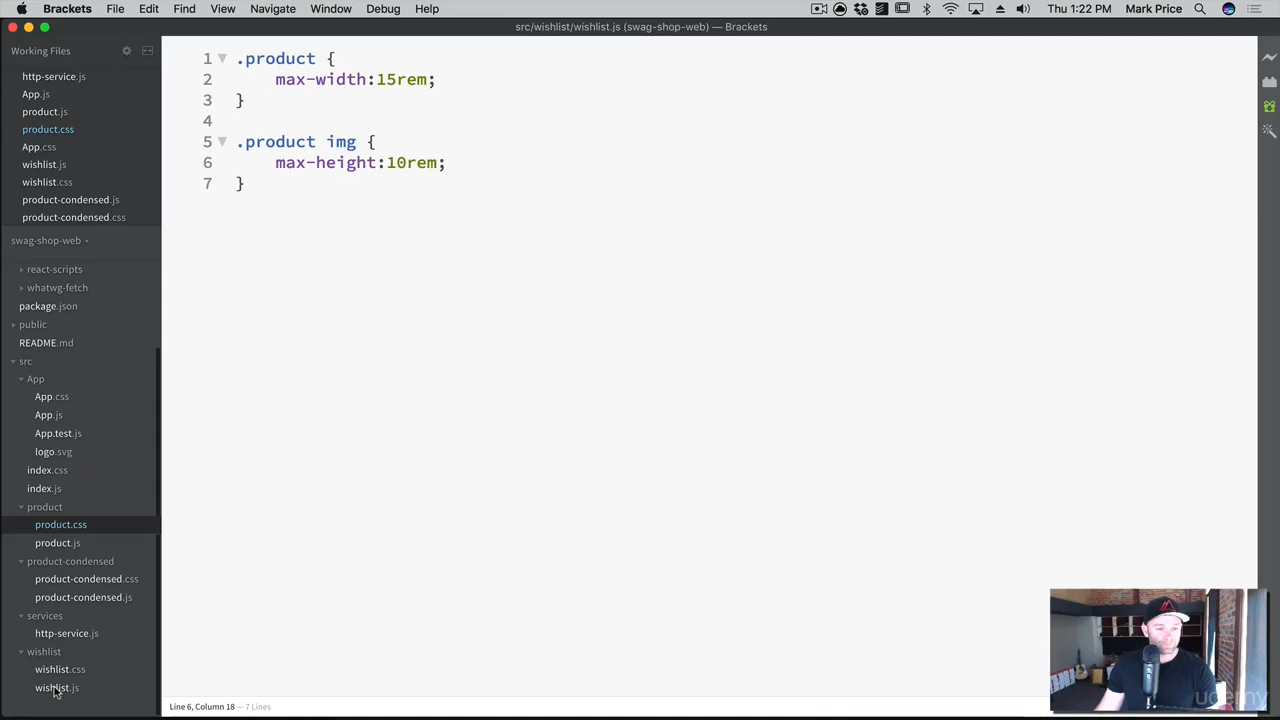 Brackets File Edit Find View Navigate Window Debug Help
Thu 1:22 PM Mark Price
src/wishlist/wishlist.js (swag-shop-web) — Brackets
Working Files
http-service.js
App.js
product.js
product.css
App.css
wishlist.js
wishlist.css
product-condensed.js
product-condensed.css
swag-shop-web
react-scripts
whatwg-fetch
package.json
public
README.md
src
App
App.css
App.js
App.test.js
logo.svg
index.css
index.js
product
product.css
product.js
product-condensed
product-condensed.css
product-condensed.js
services
http-service.js
wishlist
wishlist.css
wishlist.js
1 .product {
2 max-width:15rem;
3 }
4
5 .product img {
6 max-height:10rem;
7 }
Line 6, Column 18 — 7 Lines
udemy